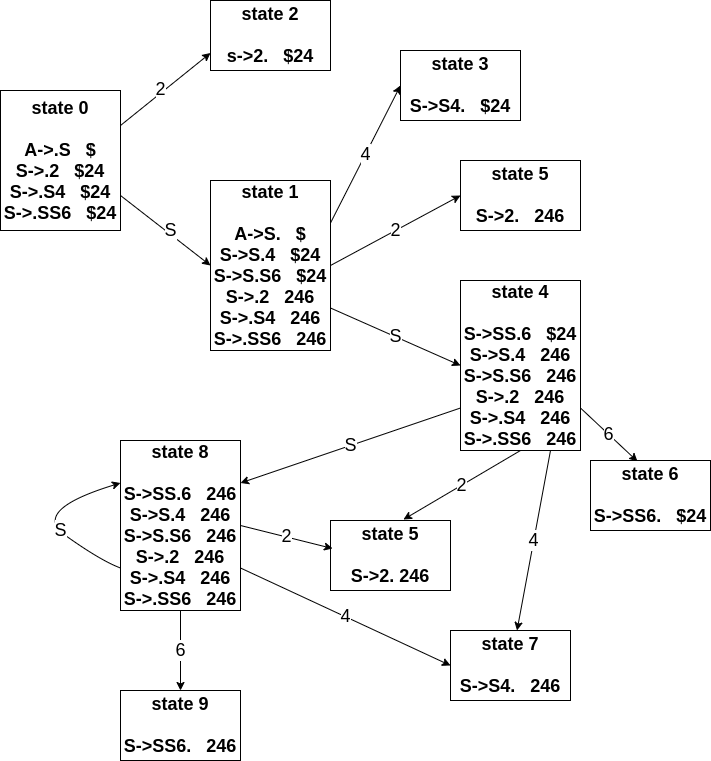 state 2
s->2. $24
2
state 0
A->.S $
S->.2 $24
S->.S4 $24
S->.SS6 $24
state 3
S->S4. $24
4
S
state 1
A->S. $
S->S.4 $24
S->S.S6 $24
S->.2 246
S->.S4 246
S->.SS6 246
state 5
S->2. 246
2
S
state 4
S->SS.6 $24
S->S.4 246
S->S.S6 246
S->.2 246
S->.S4 246
S->.SS6 246
6
state 6
S->SS6. $24
S
2
4
state 8
S->SS.6 246
S->S.4 246
S->S.S6 246
S->.2 246
S->.S4 246
S->.SS6 246
S
2
state 5
S->2. 246
4
state 7
S->S4. 246
6
state 9
S->SS6. 246